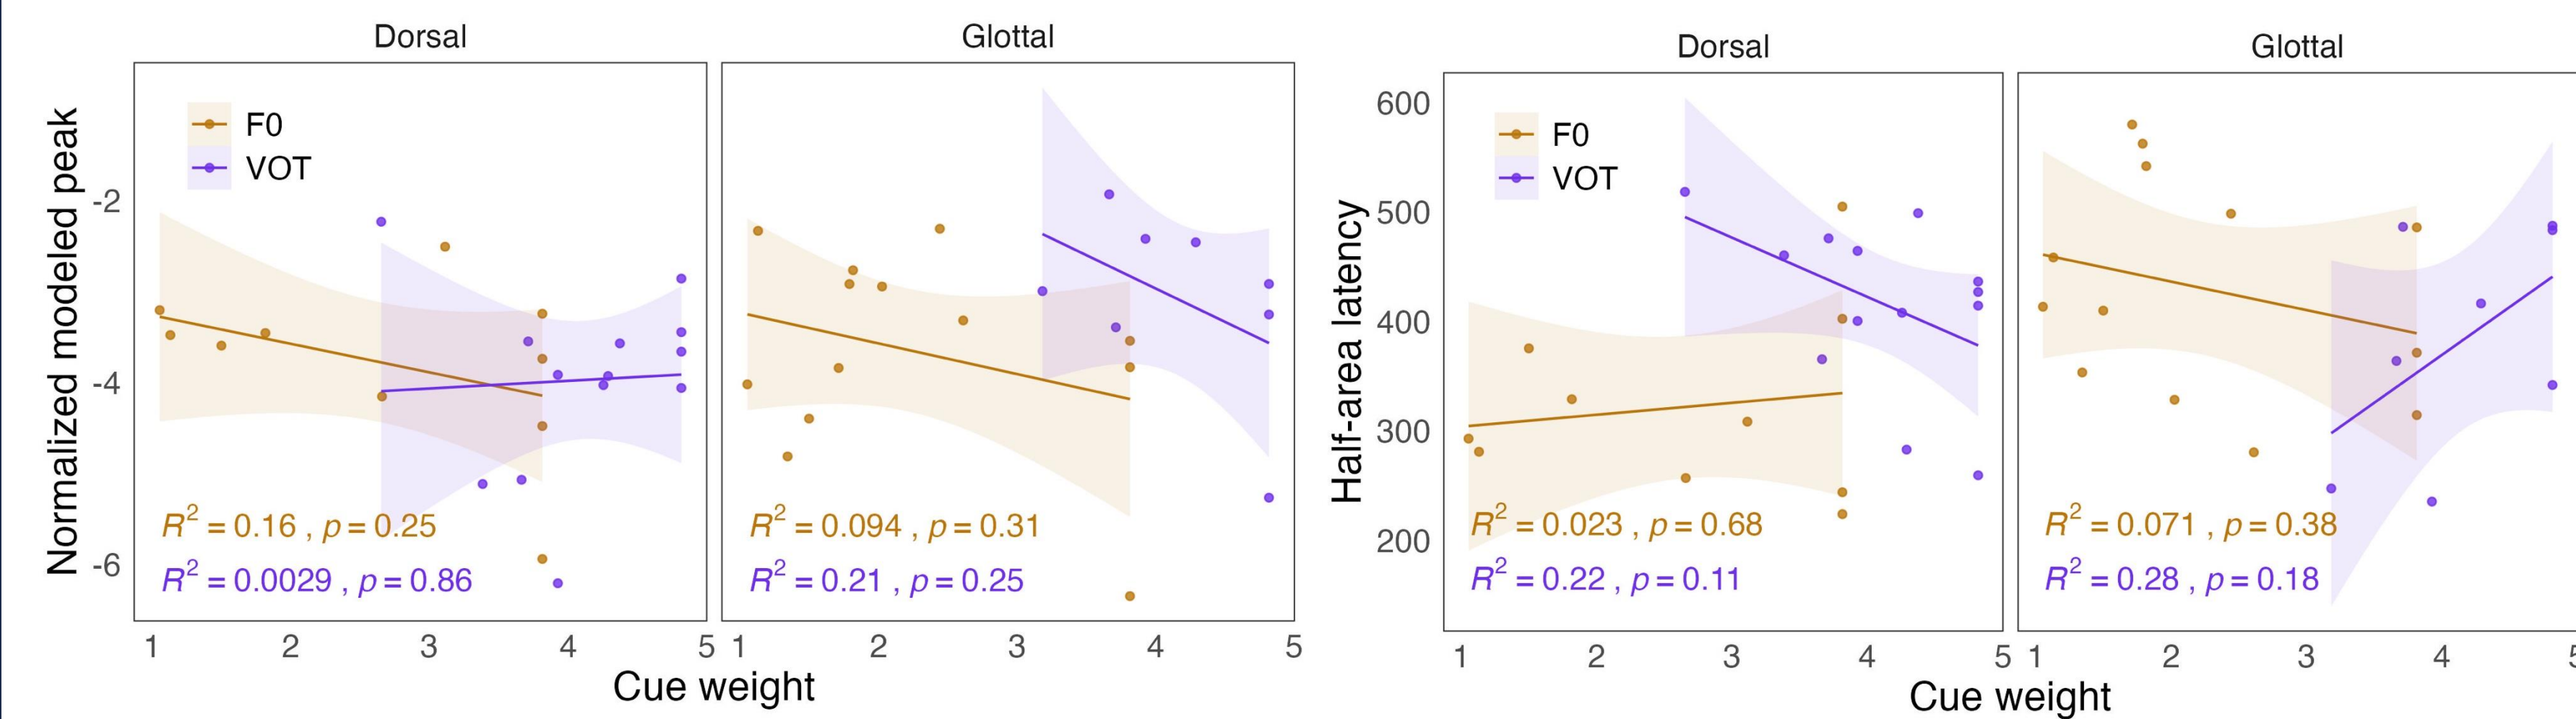 Dorsal
Glottal
F0
VOT
Normalized modeled peak
-2
-4
-6
R² = 0.16 , p = 0.25
R² = 0.0029 , p = 0.86
R² = 0.094 , p = 0.31
R² = 0.21 , p = 0.25
1 2 3 4 5 1 2 3 4 5
Cue weight
Dorsal
Glottal
F0
VOT
Half-area latency
600
500
400
300
200
R² = 0.023 , p = 0.68
R² = 0.22 , p = 0.11
R² = 0.071 , p = 0.38
R² = 0.28 , p = 0.18
1 2 3 4 5 1 2 3 4
Cue weight